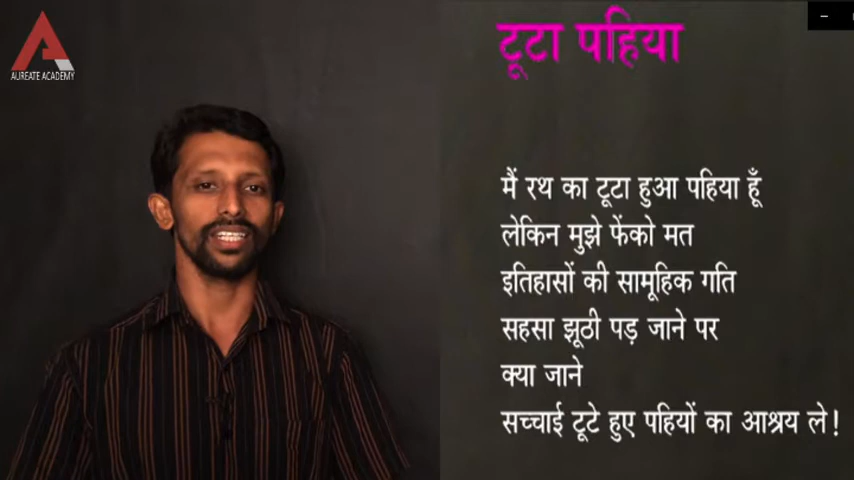 AUREATE ACADEMY
टूटा पहिया
मैं रथ का टूटा हुआ पहिया हूँ
लेकिन मुझे फेंको मत
इतिहासों की सामूहिक गति
सहसा झूठी पड़ जाने पर
क्या जाने
सच्चाई टूटे हुए पहियों का आश्रय ले!